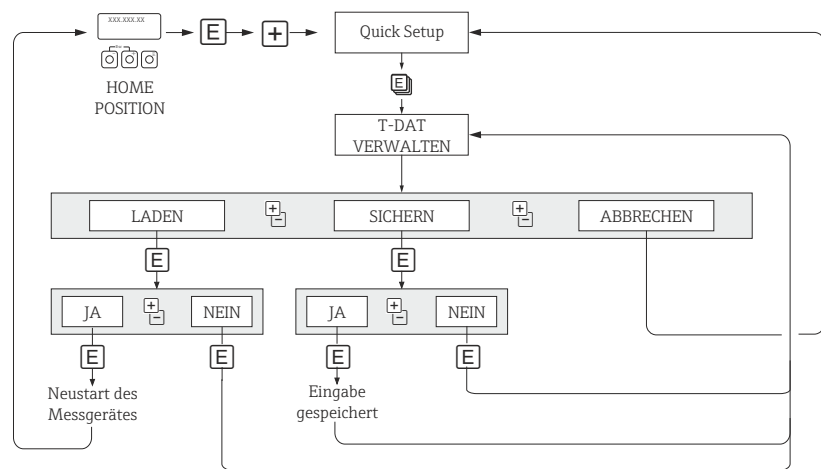 XXX.XXX.XX
Esc
E
+
Quick Setup
HOME
POSITION
E
T-DAT
VERWALTEN
LADEN
+
−
SICHERN
+
−
ABBRECHEN
E
E
JA
+
−
NEIN
JA
+
−
NEIN
E
E
E
E
Neustart des
Messgerätes
Eingabe
gespeichert